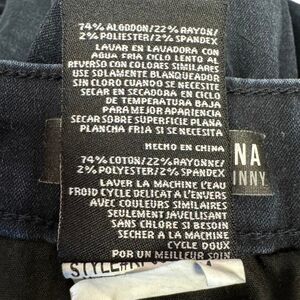 74% ALGODON/22% RAYON/
2% POLIESTER/2% SPANDEX
LAVAR EN LAVADORA CON
AGUA FRIA CICLO LENTO AL
REVERSO CON COLORES SIMILARES
USE SOLAMENTE BLANQUEADOR
SIN CLORO CUANDO SE NECESITE
SECAR EN SECADORA EN CICLO
DE TEMPERATURA BAJA
PARA MEJOR APARIENCIA
SECAR SOBRE SUPERFICIE PLANA
PLANCHA FRIA SI SE NECESITA
HECHO EN CHINA
74% COTON/22% RAYONNE/
2% POLYESTER/2% SPANDEX
LAVER LA MACHINE L'EAU
FROID CYCLE DELICAT A L'ENVERS
AVEC COULEURS SIMILAIRES
SEULEMENT JAVELLISANT
SANS CHLORE SI BESOIN
SECHER A LA MACHINE
CYCLE DOUX
POR UN MEILLEUR SOIN
NA
INNY